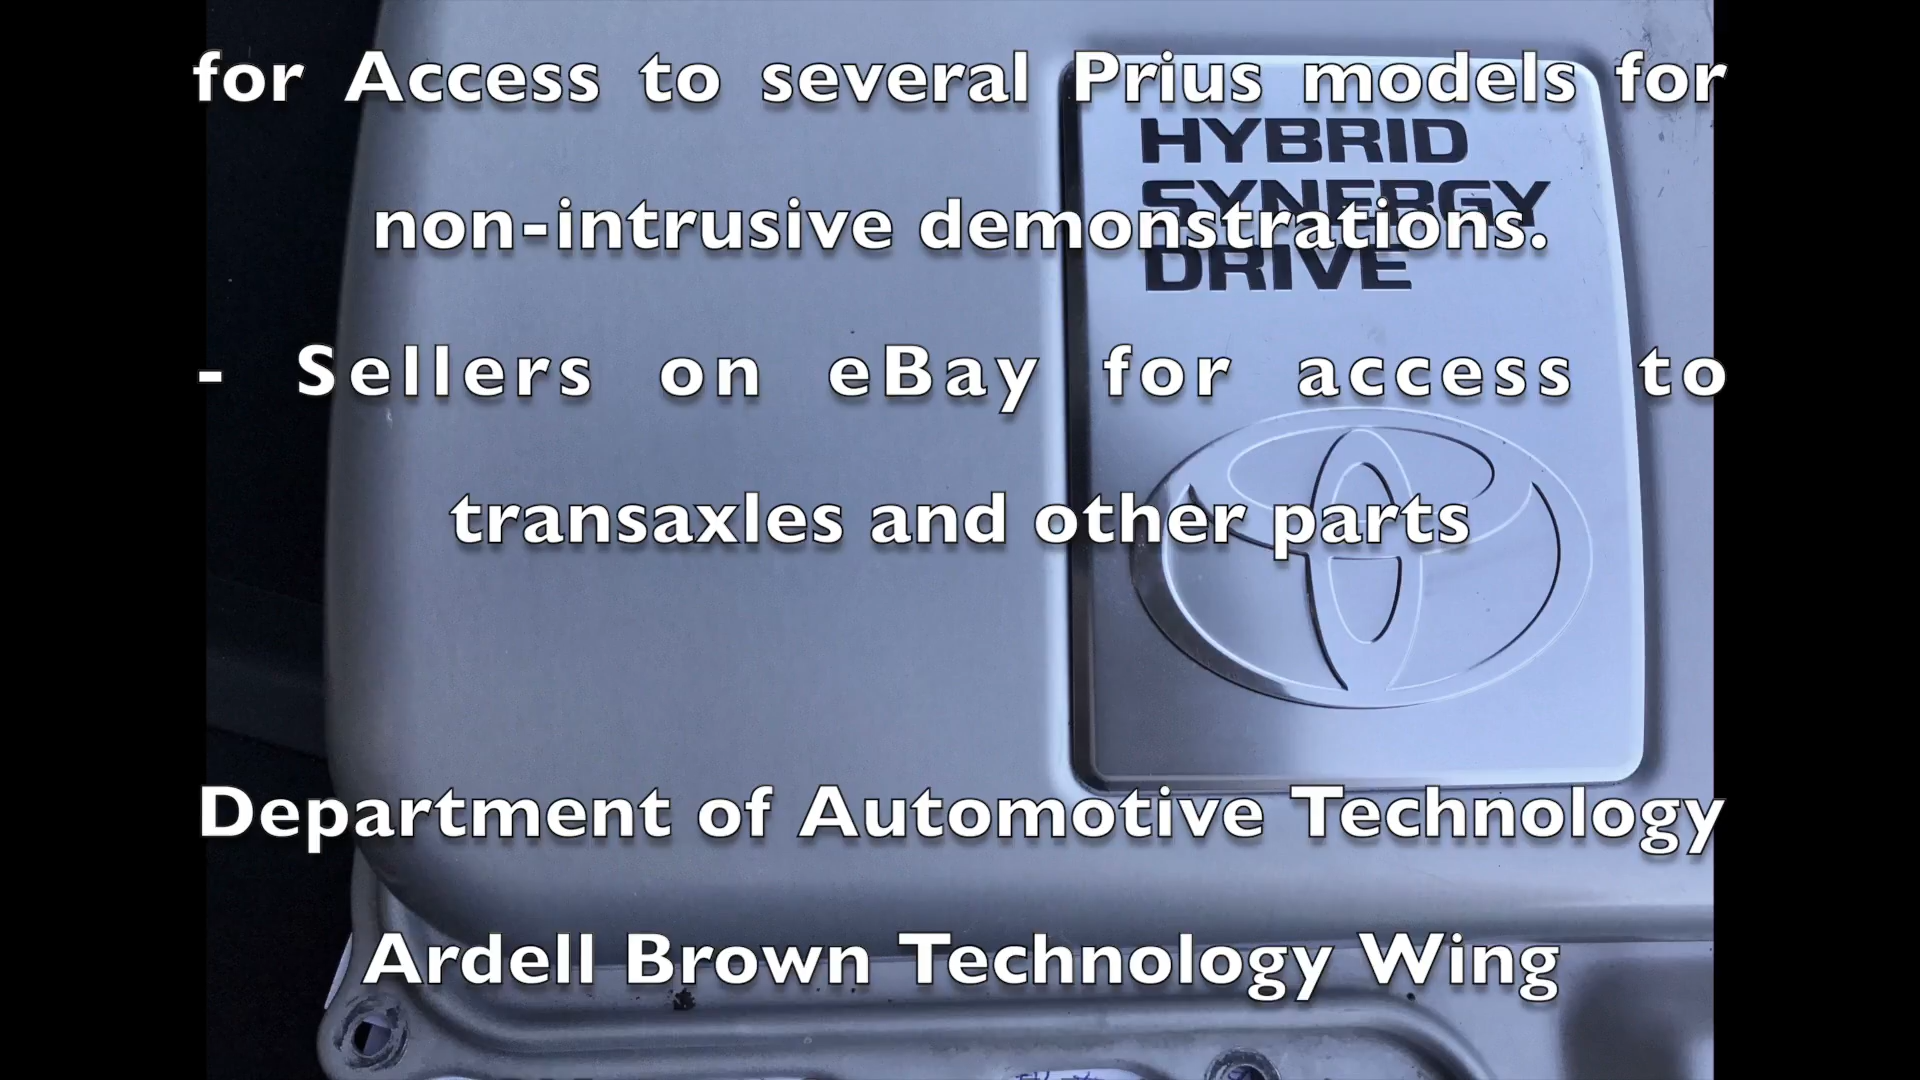 for Access to several Prius models for
HYBRID
SYNERGY
non-intrusive demonstrations.
DRIVE
- Sellers on eBay for access to
transaxles and other parts
Department of Automotive Technology
Ardell Brown Technology Wing